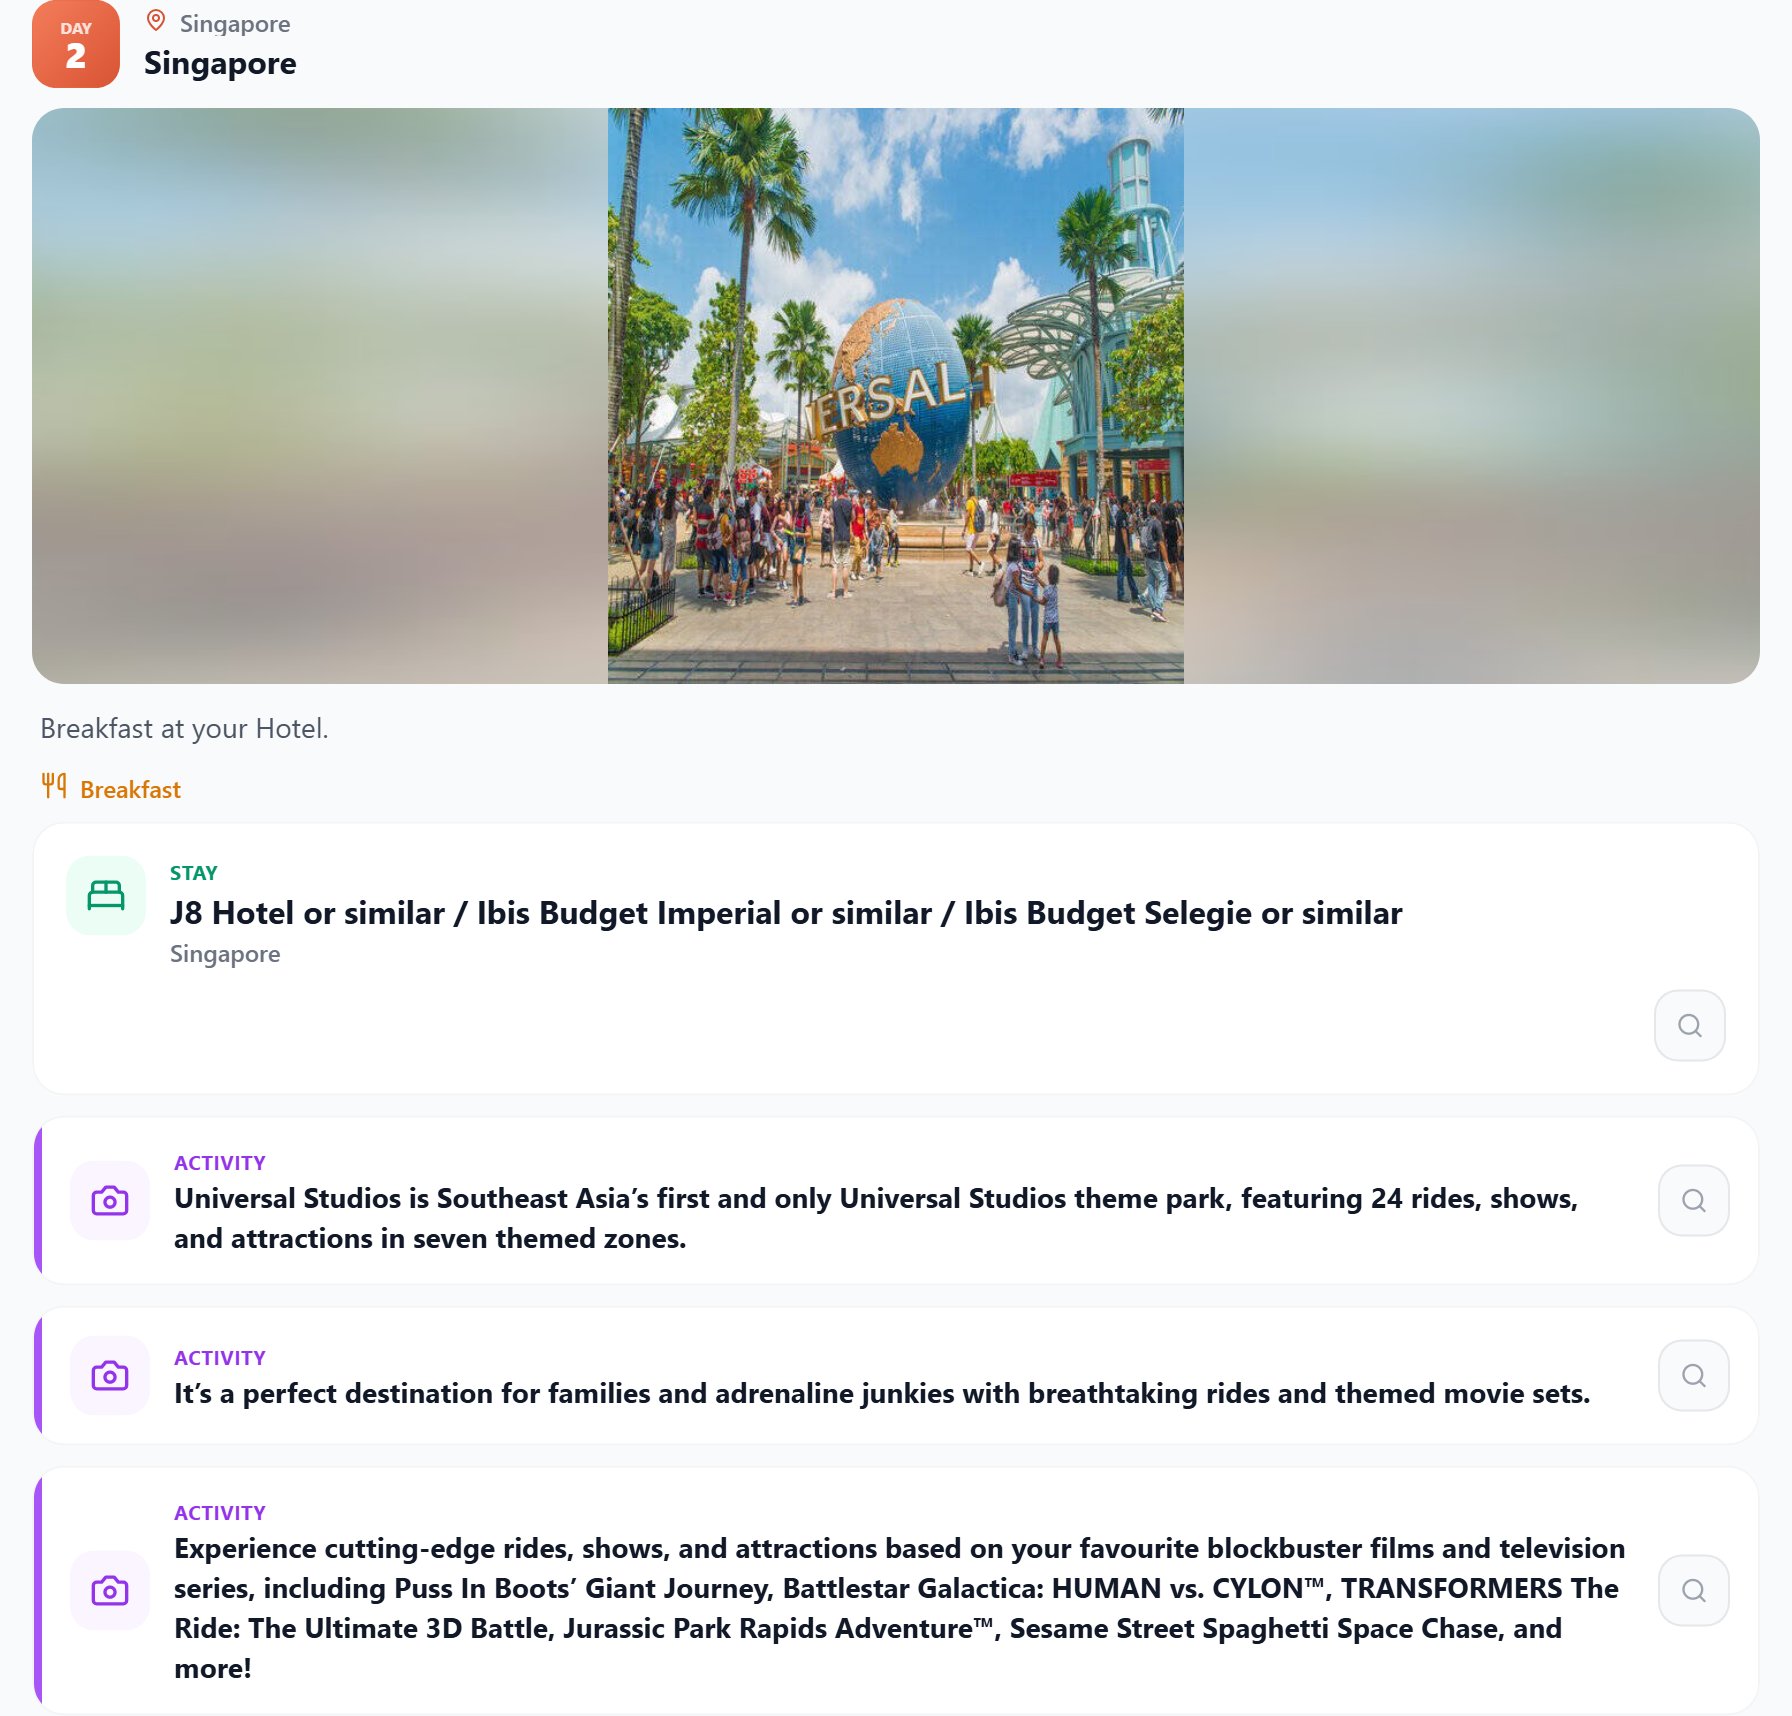 DAY
2
Singapore
Singapore
ERSAL
Breakfast at your Hotel.
Breakfast
STAY
J8 Hotel or similar / Ibis Budget Imperial or similar / Ibis Budget Selegie or similar
Singapore
ACTIVITY
Universal Studios is Southeast Asia’s first and only Universal Studios theme park, featuring 24 rides, shows,
and attractions in seven themed zones.
ACTIVITY
It’s a perfect destination for families and adrenaline junkies with breathtaking rides and themed movie sets.
ACTIVITY
Experience cutting-edge rides, shows, and attractions based on your favourite blockbuster films and television
series, including Puss In Boots’ Giant Journey, Battlestar Galactica: HUMAN vs. CYLON™, TRANSFORMERS The
Ride: The Ultimate 3D Battle, Jurassic Park Rapids Adventure™, Sesame Street Spaghetti Space Chase, and
more!